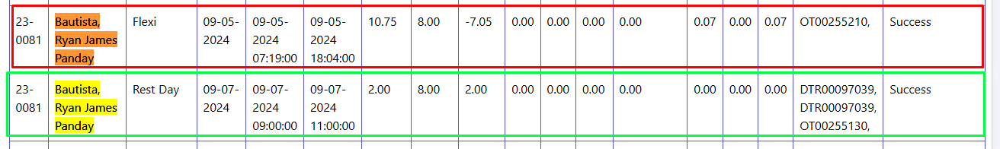 23- Bautista, Flexi 09-05- 09-05- 09-05- 10.75 8.00 -7.05 0.00 0.00 0.00 0.00 0.07 0.00 0.07 OT00255210, Success
0081 Ryan James 2024 2024 2024
Panday 07:19:00 18:04:00
23- Bautista, Rest Day 09-07- 09-07- 09-07- 2.00 8.00 2.00 0.00 0.00 0.00 0.00 0.00 0.00 0.00 DTR00097039, Success
0081 Ryan James 2024 2024 2024 DTR00097039,
Panday 09:00:00 11:00:00 OT00255130,